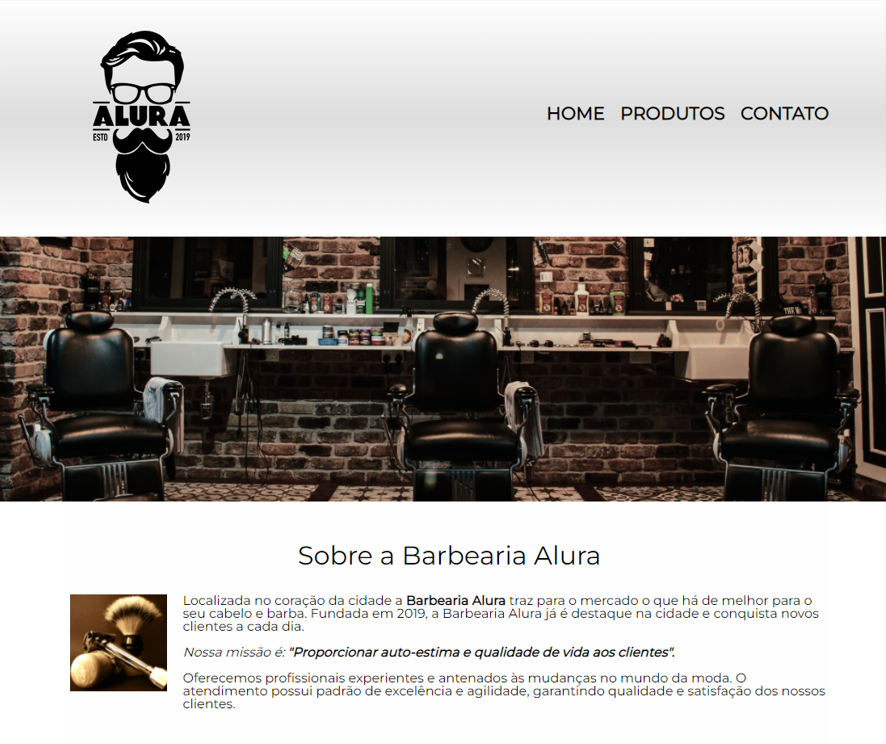 ALURA
ESTD 2019
HOME PRODUTOS CONTATO
Sobre a Barbearia Alura
Localizada no coração da cidade a Barbearia Alura traz para o mercado o que há de melhor para o
seu cabelo e barba. Fundada em 2019, a Barbearia Alura já é destaque na cidade e conquista novos
clientes a cada dia.
Nossa missão é: "Proporcionar auto-estima e qualidade de vida aos clientes".
Oferecemos profissionais experientes e antenados às mudanças no mundo da moda. O
atendimento possui padrão de excelência e agilidade, garantindo qualidade e satisfação dos nossos
clientes.